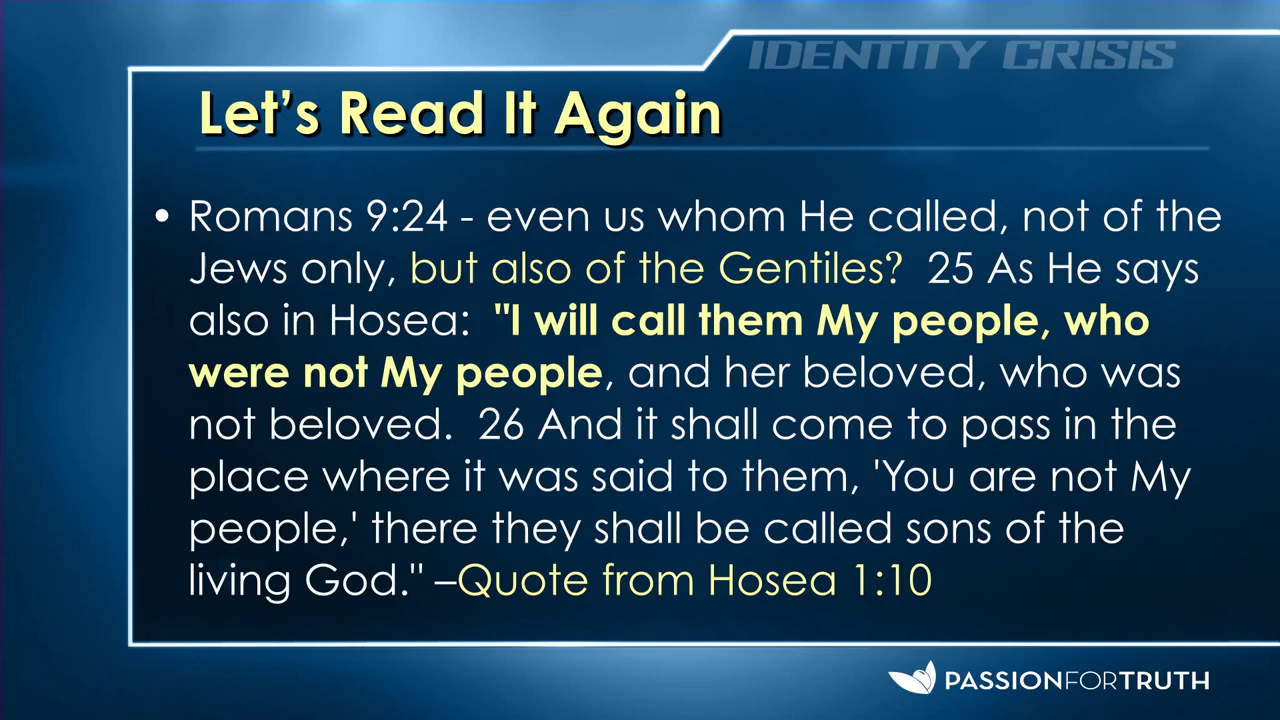 IDENTITY CRISIS
Let's Read It Again
• Romans 9:24 - even us whom He called, not of the
Jews only, but also of the Gentiles?  25 As He says
also in Hosea:  "I will call them My people, who
were not My people, and her beloved, who was
not beloved.  26 And it shall come to pass in the
place where it was said to them, 'You are not My
people,' there they shall be called sons of the
living God." –Quote from Hosea 1:10
PASSIONFORTRUTH